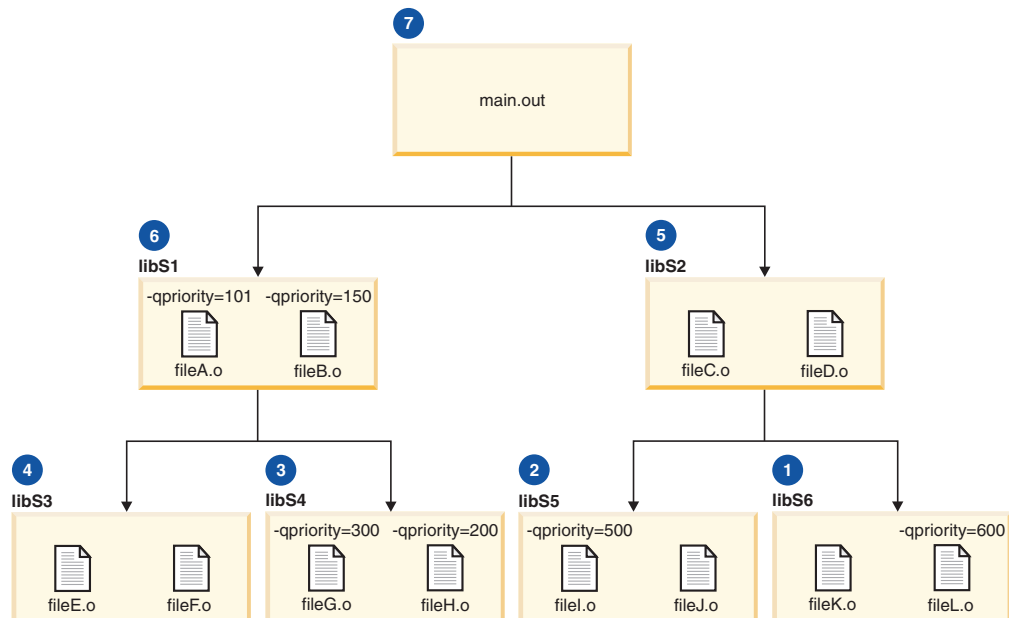 7
main.out
6
libS1
-qpriority=101 -qpriority=150
fileA.o fileB.o
5
libS2
fileC.o fileD.o
4
libS3
fileE.o fileF.o
3
libS4
-qpriority=300 -qpriority=200
fileG.o fileH.o
2
libS5
-qpriority=500
fileI.o fileJ.o
1
libS6
-qpriority=600
fileK.o fileL.o